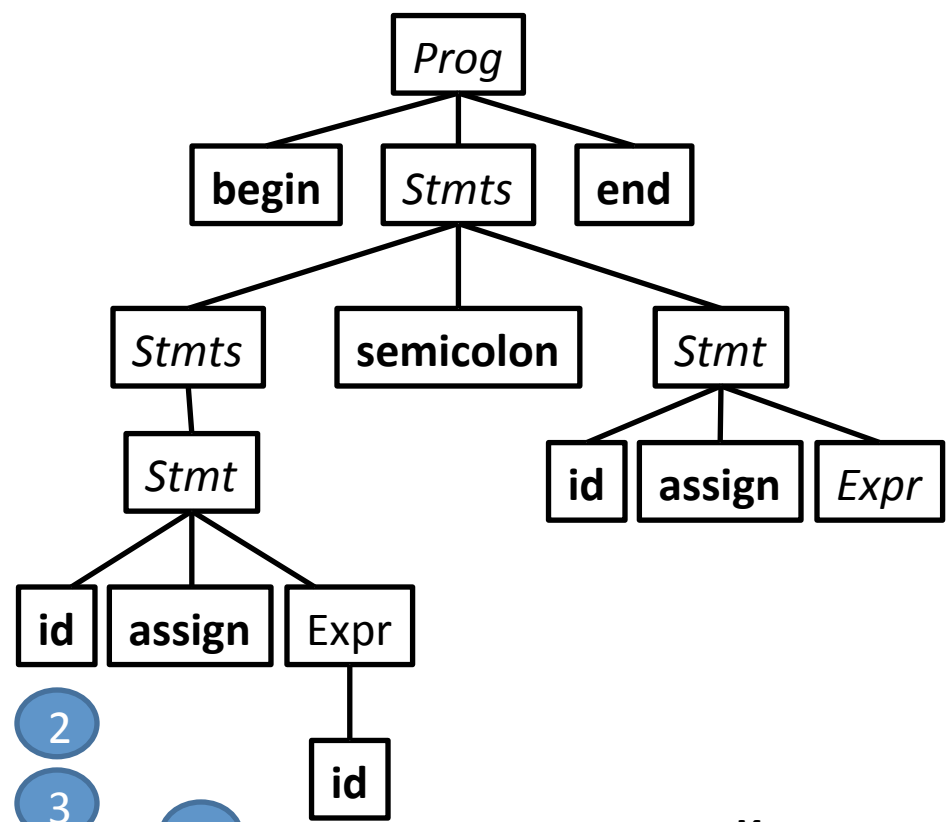 Prog
begin Stmts end
Stmts semicolon Stmt
Stmt
id assign Expr
id assign Expr
2
id
3